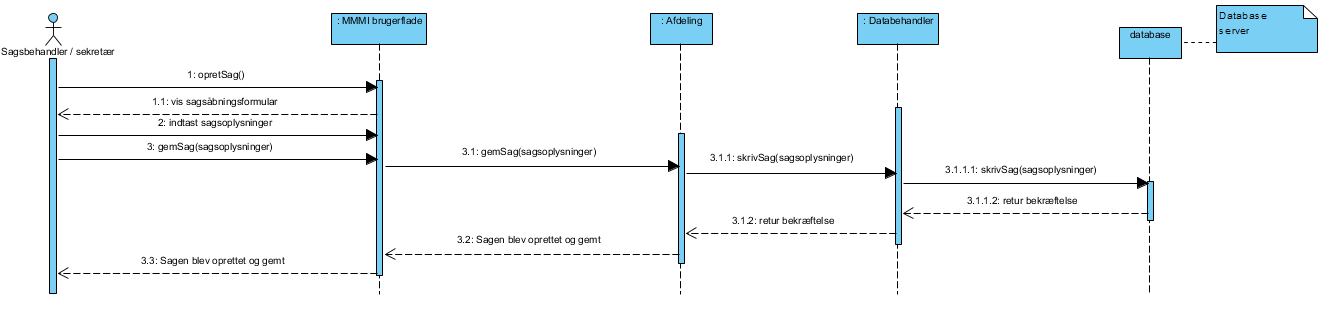 : MMMI brugerflade
: Afdeling
: Databehandler
database
Database
server
Sagsbehandler / sekretær
1: opretSag()
1.1: vis sagsåbningsformular
2: indtast sagsoplysninger
3: gemSag(sagsoplysninger)
3.1: gemSag(sagsoplysninger)
3.1.1: skrivSag(sagsoplysninger)
3.1.1.1: skrivSag(sagsoplysninger)
3.1.1.2: retur bekræftelse
3.1.2: retur bekræftelse
3.2: Sagen blev oprettet og gemt
3.3: Sagen blev oprettet og gemt